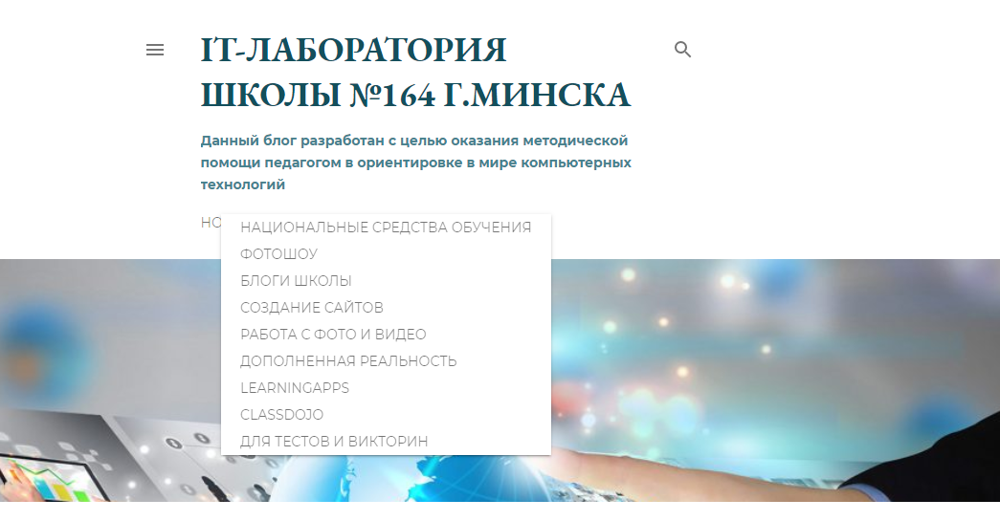 IT-ЛАБОРАТОРИЯ
ШКОЛЫ №164 Г.МИНСКА
Данный блог разработан с целью оказания методической
помощи педагогом в ориентировке в мире компьютерных
технологий
НАЦИОНАЛЬНЫЕ СРЕДСТВА ОБУЧЕНИЯ
ФОТОШОУ
БЛОГИ ШКОЛЫ
СОЗДАНИЕ САЙТОВ
РАБОТА С ФОТО И ВИДЕО
ДОПОЛНЕННАЯ РЕАЛЬНОСТЬ
LEARNINGAPPS
CLASSDOJO
ДЛЯ ТЕСТОВ И ВИКТОРИН